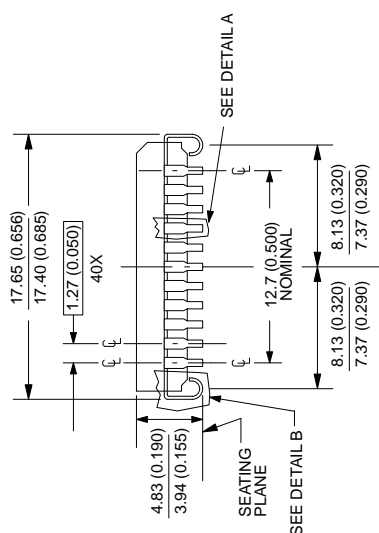 SEE DETAIL A
17.65 (0.656)
17.40 (0.685)
1.27 (0.050)
40X
12.7 (0.500)
NOMINAL
8.13 (0.320)
7.37 (0.290)
8.13 (0.320)
7.37 (0.290)
4.83 (0.190)
3.94 (0.155)
SEATING
PLANE
SEE DETAIL B